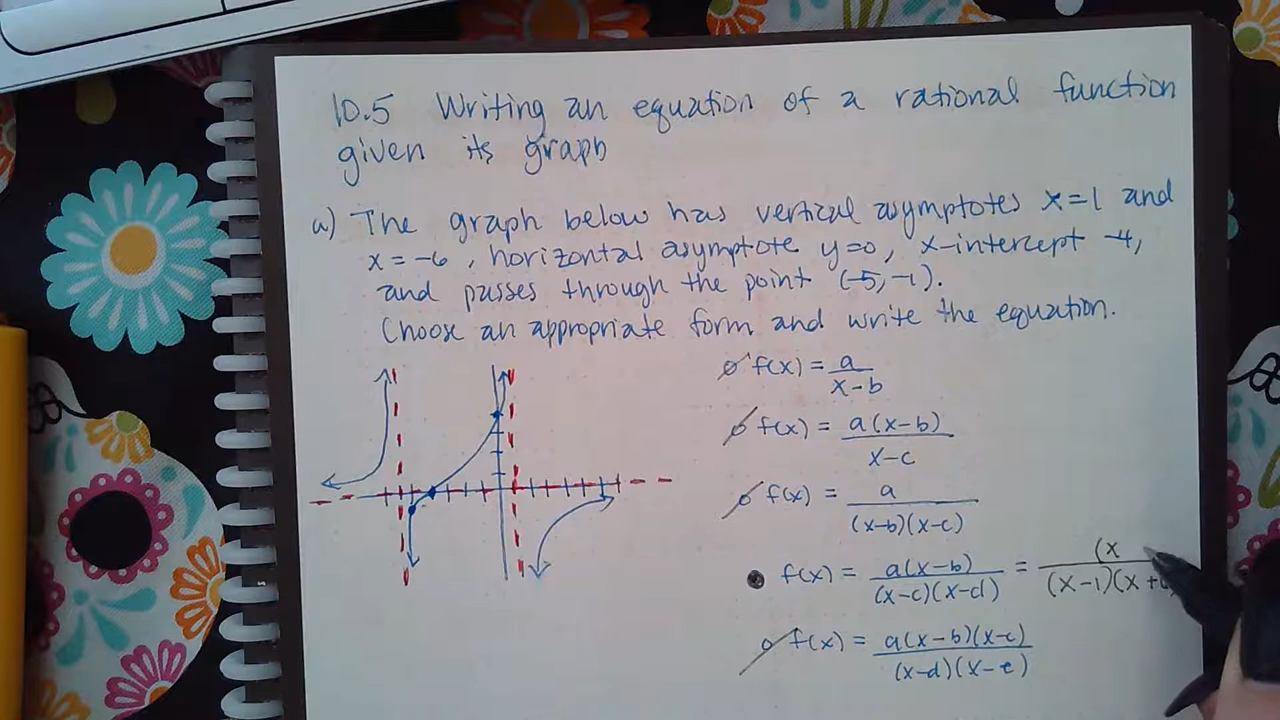 10.5 Writing an equation of a rational function
given its graph
a) The graph below has vertical asymptotes x=1 and
x=-6, horizontal asymptote y=0, x-intercept -4,
and passes through the point (-5,-1).
Choose an appropriate form and write the equation.
f(x) = a/(x-b)
f(x) = a(x-b)/(x-c)
f(x) = a/((x-b)(x-c))
f(x) = a(x-b)/((x-c)(x-d)) = (x/((x-1)(x+
f(x) = a(x-b)(x-c)/((x-d)(x-e))